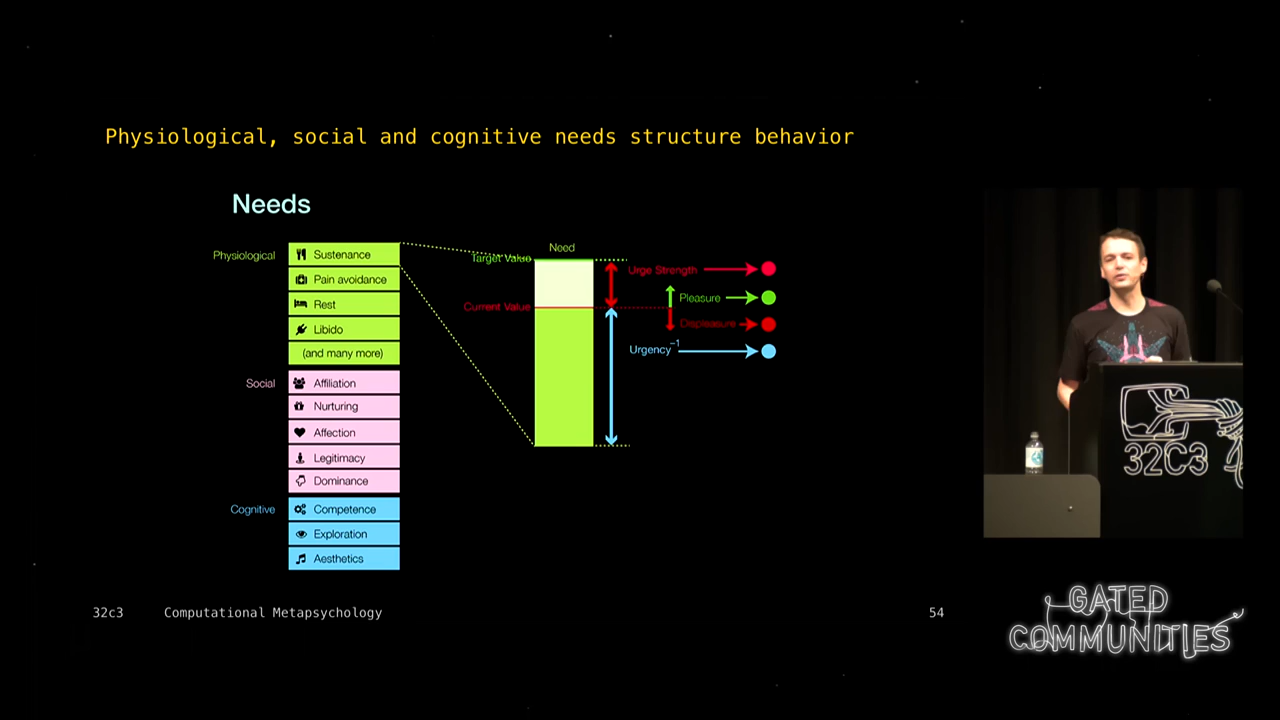 Physiological, social and cognitive needs structure behavior
Needs
Physiological
Sustenance
Pain avoidance
Rest
Libido
(and many more)
Social
Affiliation
Nurturing
Affection
Legitimacy
Dominance
Cognitive
Competence
Exploration
Aesthetics
Need
Target Value
Current Value
Urge Strength
Pleasure
Displeasure
Urgency⁻¹
32C3
32c3 Computational Metapsychology 54
GATED
COMMUNITIES